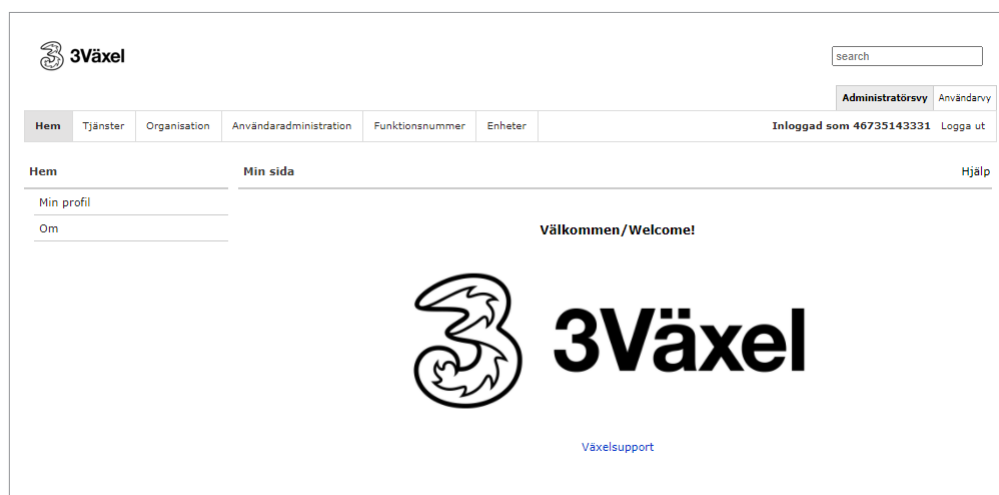 3Växel
search
Administratörsvy Användarvy
Hem Tjänster Organisation Användaradministration Funktionsnummer Enheter Inloggad som 46735143331 Logga ut
Hem Min sida Hjälp
Min profil
Om
Välkommen/Welcome!
3Växel
Växelsupport